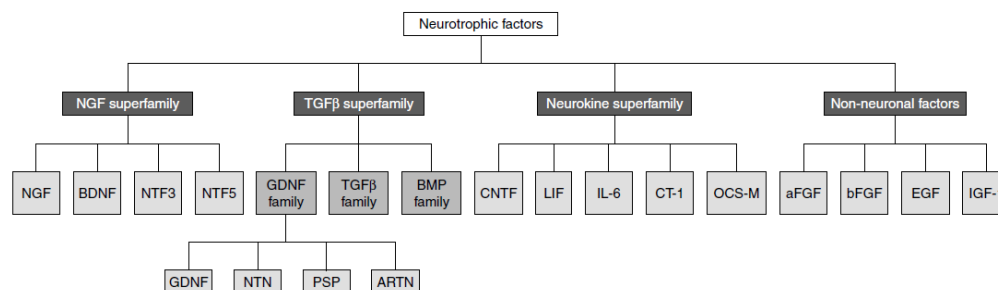 Neurotrophic factors
NGF superfamily
TGFβ superfamily
Neurokine superfamily
Non-neuronal factors
NGF
BDNF
NTF3
NTF5
GDNF
family
TGFβ
family
BMP
family
CNTF
LIF
IL-6
CT-1
OCS-M
aFGF
bFGF
EGF
IGF-
GDNF
NTN
PSP
ARTN